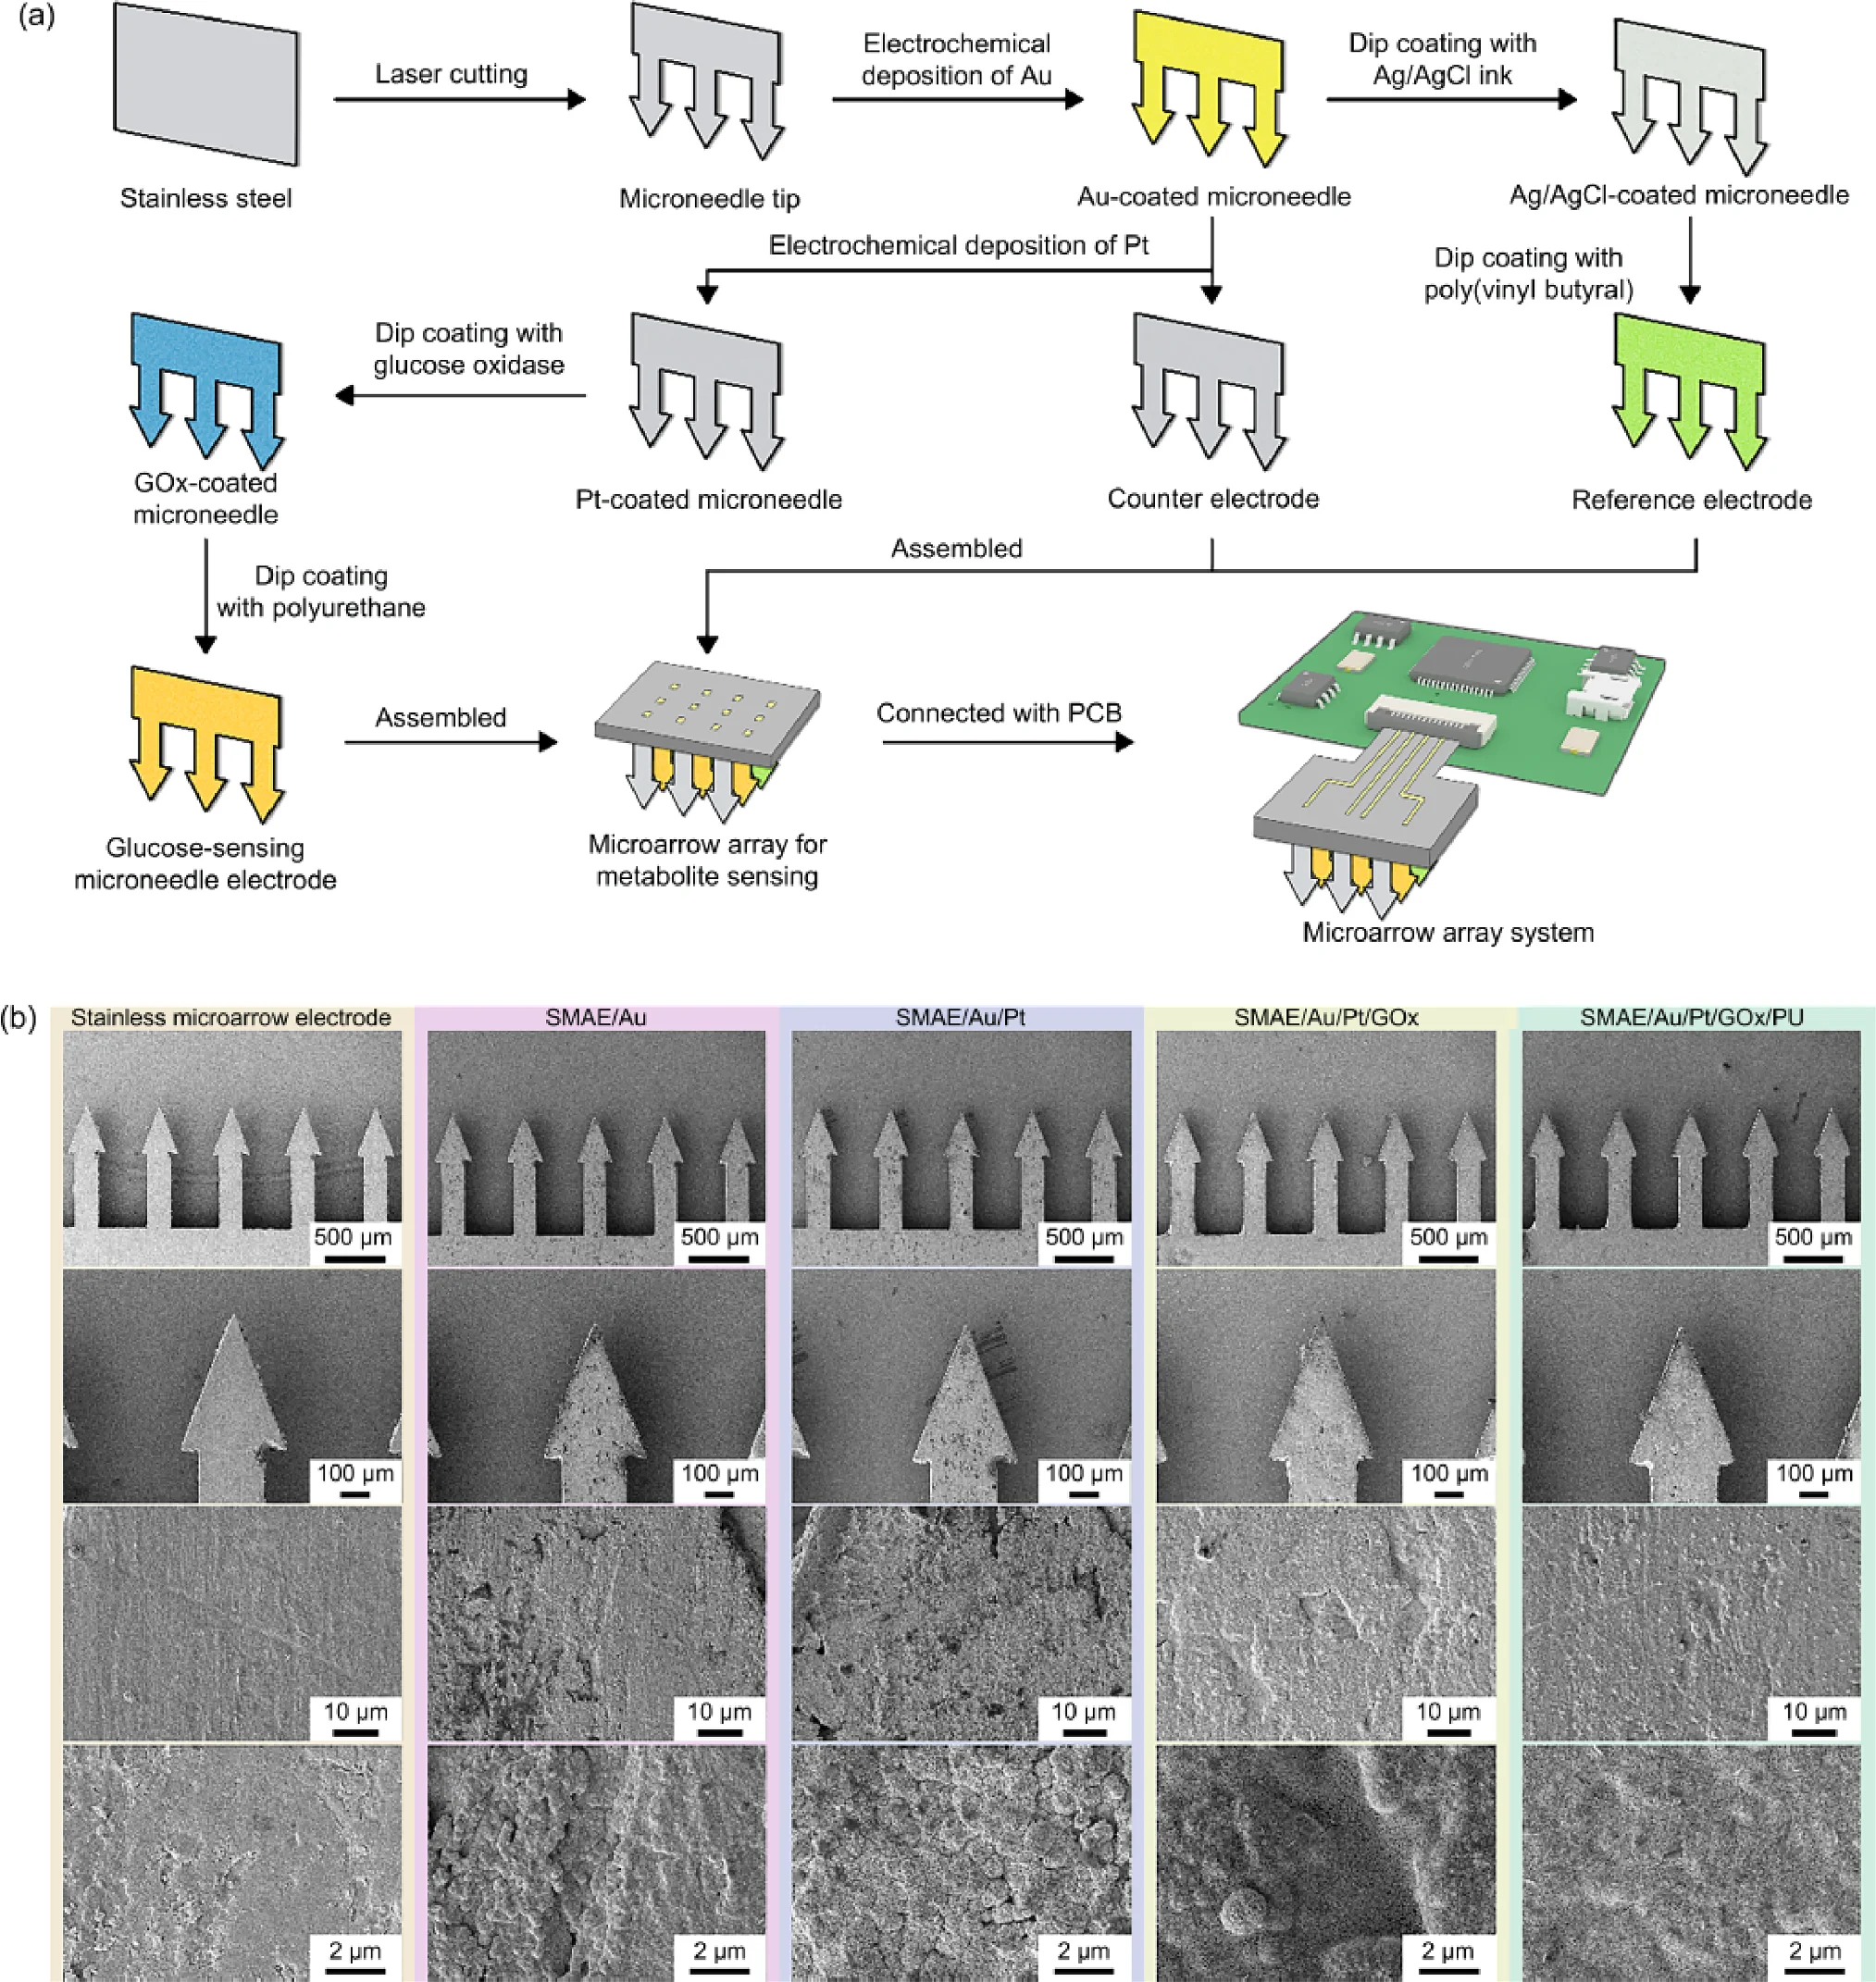 (a)
Laser cutting
Electrochemical
deposition of Au
Dip coating with
Ag/AgCl ink
Stainless steel
Microneedle tip
Au-coated microneedle
Ag/AgCl-coated microneedle
Electrochemical deposition of Pt
Dip coating with
poly(vinyl butyral)
Dip coating with
glucose oxidase
GOx-coated
microneedle
Pt-coated microneedle
Counter electrode
Reference electrode
Assembled
Dip coating
with polyurethane
Assembled
Connected with PCB
Glucose-sensing
microneedle electrode
Microarrow array for
metabolite sensing
Microarrow array system
(b)
Stainless microarrow electrode
SMAE/Au
SMAE/Au/Pt
SMAE/Au/Pt/GOx
SMAE/Au/Pt/GOx/PU
500 µm
500 µm
500 µm
500 µm
500 µm
100 µm
100 µm
100 µm
100 µm
100 µm
10 µm
10 µm
10 µm
10 µm
10 µm
2 µm
2 µm
2 µm
2 µm
2 µm